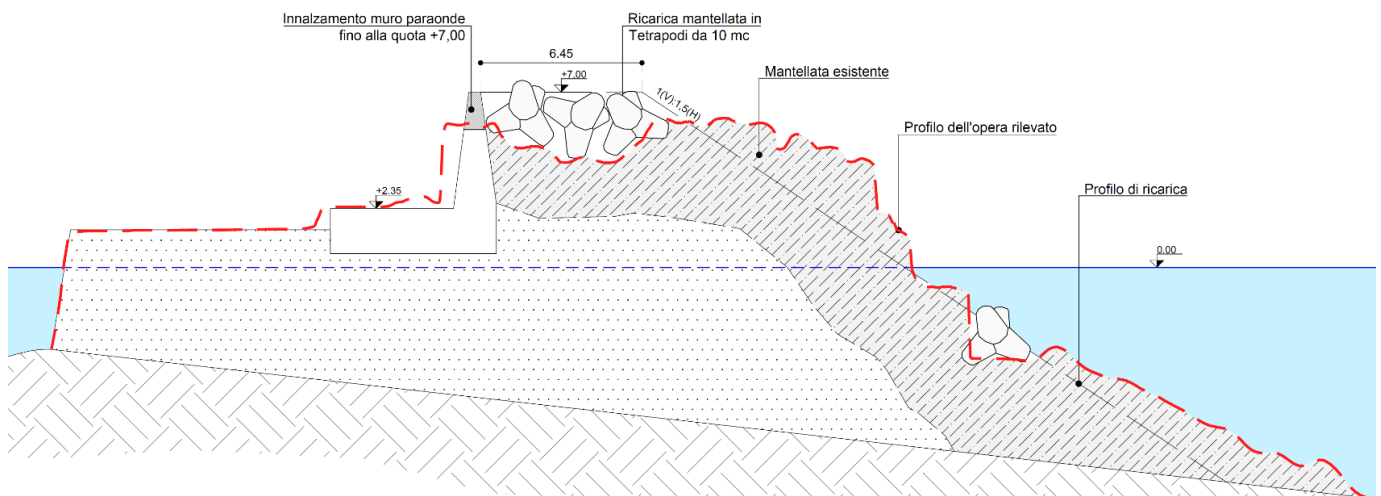 Innalzamento muro paraonde
fino alla quota +7,00
Ricarica mantellata in
Tetrapodi da 10 mc
6.45
+7.00
1(V):1,5(H)
Mantellata esistente
Profilo dell'opera rilevato
Profilo di ricarica
+2.35
0.00